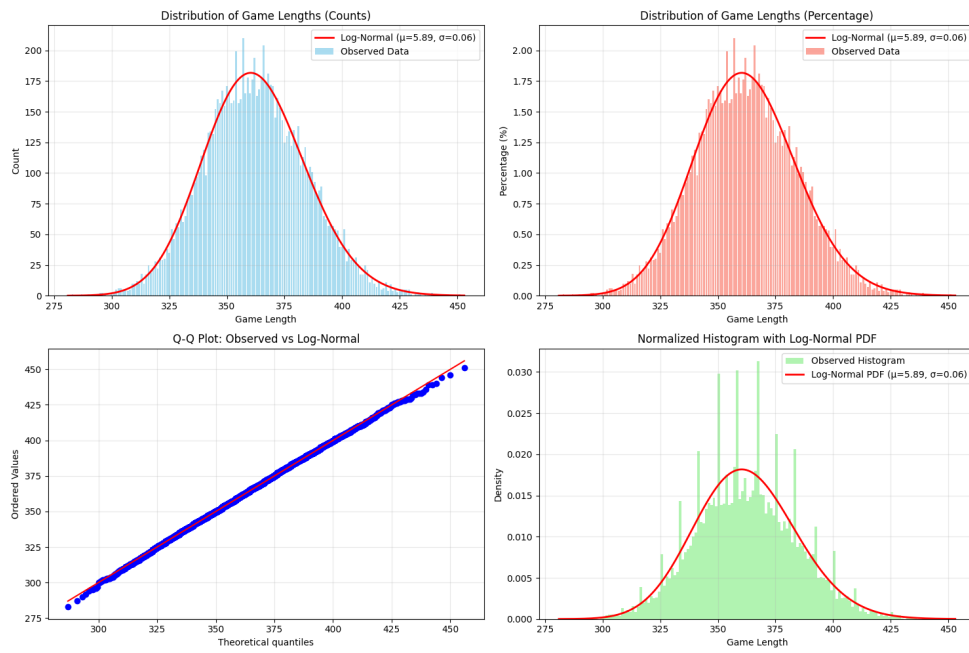 Distribution of Game Lengths (Counts)
Log-Normal (μ=5.89, σ=0.06)
Observed Data
200
175
150
125
100
75
50
25
0
Count
275 300 325 350 375 400 425 450
Game Length
Distribution of Game Lengths (Percentage)
Log-Normal (μ=5.89, σ=0.06)
Observed Data
2.00
1.75
1.50
1.25
1.00
0.75
0.50
0.25
0.00
Percentage (%)
275 300 325 350 375 400 425 450
Game Length
Q-Q Plot: Observed vs Log-Normal
450
425
400
375
350
325
300
275
Ordered Values
300 325 350 375 400 425 450
Theoretical quantiles
Normalized Histogram with Log-Normal PDF
Observed Histogram
Log-Normal PDF (μ=5.89, σ=0.06)
0.030
0.025
0.020
0.015
0.010
0.005
0.000
Density
275 300 325 350 375 400 425 450
Game Length